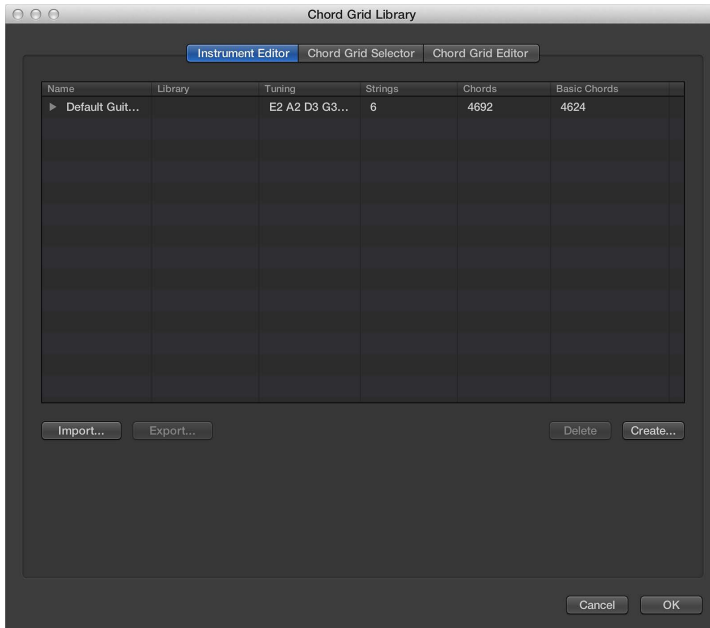 Chord Grid Library
Instrument Editor Chord Grid Selector Chord Grid Editor
Name Library Tuning Strings Chords Basic Chords
Default Guit... E2 A2 D3 G3... 6 4692 4624
Import... Export... Delete Create...
Cancel OK